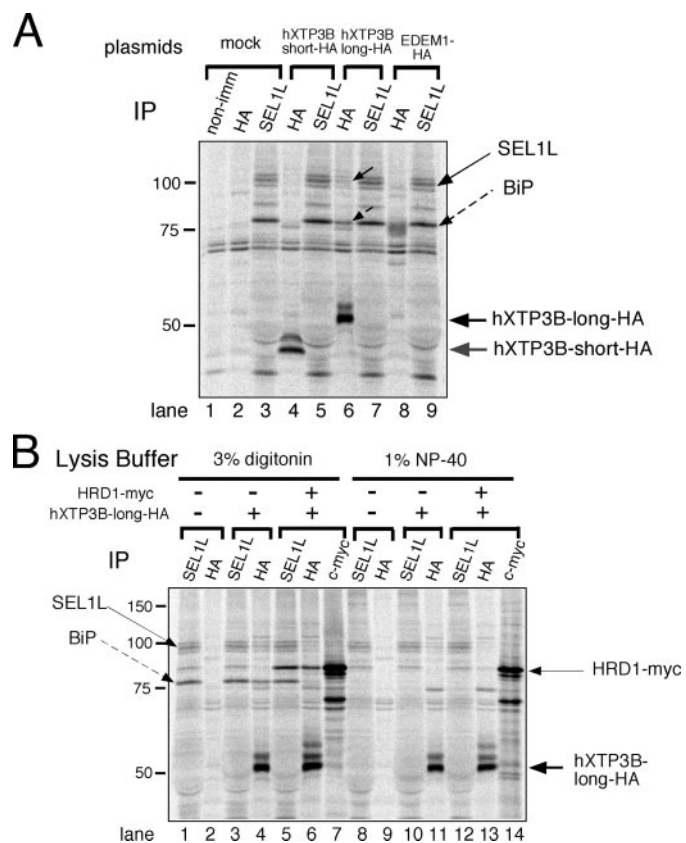 A
plasmids mock hXTP3B short-HA hXTP3B long-HA EDEM1-HA
IP non-imm HA SEL1L HA SEL1L HA SEL1L HA SEL1L
SEL1L
100
BiP
75
50
hXTP3B-long-HA
hXTP3B-short-HA
lane 1 2 3 4 5 6 7 8 9
B
Lysis Buffer 3% digitonin 1% NP-40
HRD1-myc - - + - - +
hXTP3B-long-HA - + + - + +
IP SEL1L HA SEL1L HA SEL1L HA c-myc SEL1L HA SEL1L HA SEL1L HA c-myc
150
SEL1L
100
BiP
HRD1-myc
75
hXTP3B-
long-HA
50
lane 1 2 3 4 5 6 7 8 9 10 11 12 13 14